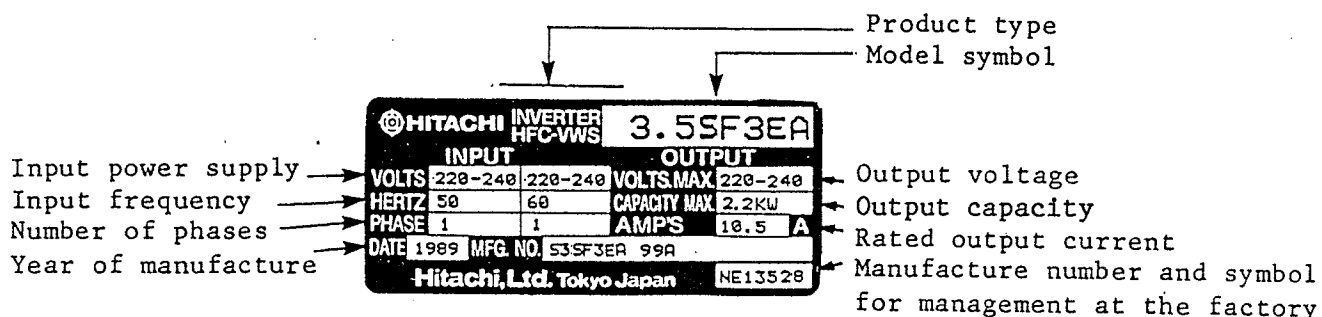 Product type
Model symbol
HITACHI INVERTER HFC-VWS 3.5SF3EA
INPUT OUTPUT
Input power supply VOLTS 220-240 220-240 VOLTS.MAX. 220-240 Output voltage
Input frequency HERTZ 50 60 CAPACITY MAX. 2.2KW Output capacity
Number of phases PHASE 1 1 AMP'S 10.5 A Rated output current
Year of manufacture DATE 1989 MFG. NO. S35F3EA 99A
Hitachi,Ltd. Tokyo Japan NE13528 Manufacture number and symbol
for management at the factory